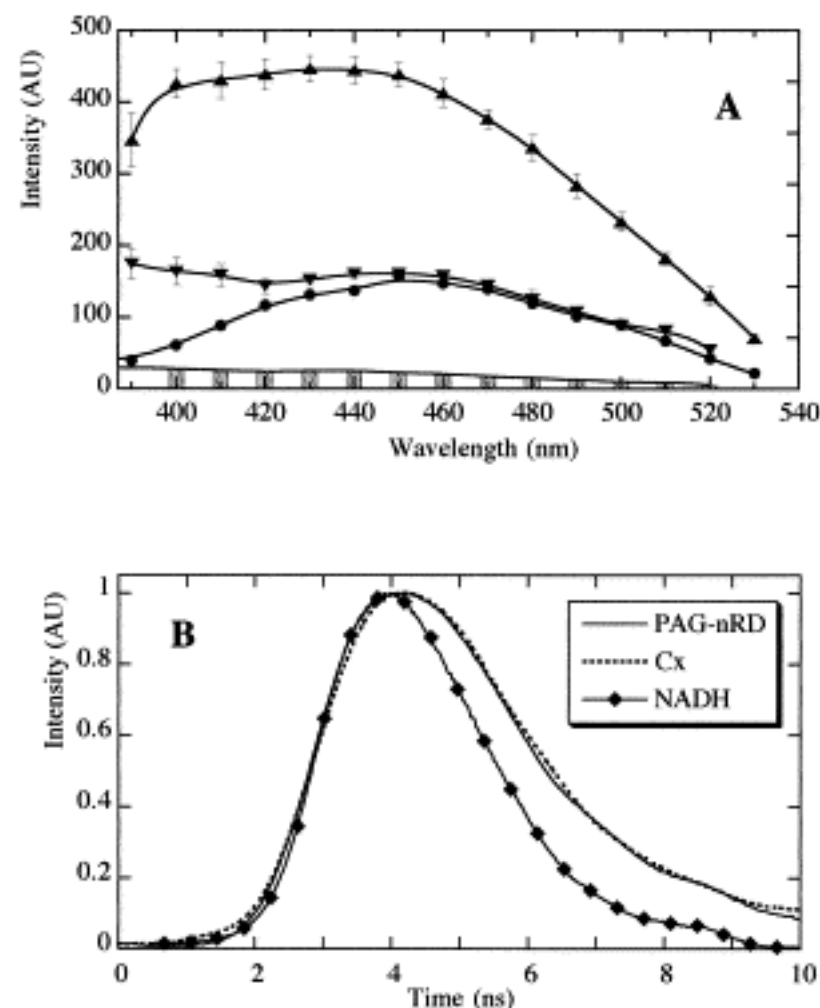 500
400
300
200
100
0
Intensity (AU)
A
400 420 440 460 480 500 520 540
Wavelength (nm)
1
0.8
0.6
0.4
0.2
0
Intensity (AU)
B
PAG-nRD
Cx
NADH
0 2 4 6 8 10
Time (ns)